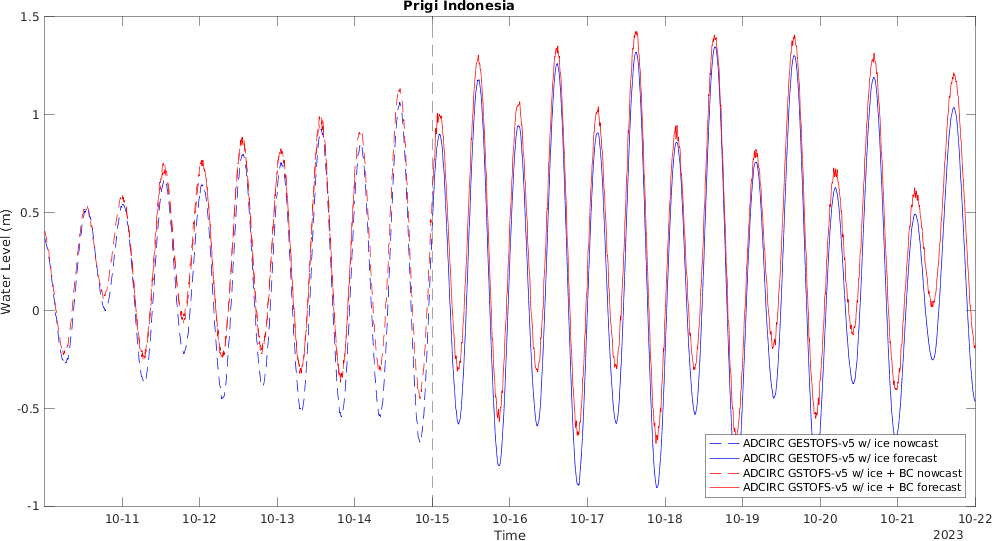 Prigi Indonesia
1.5
1
0.5
0
-0.5
-1
Water Level (m)
10-11 10-12 10-13 10-14 10-15 10-16 10-17 10-18 10-19 10-20 10-21 10-22
Time
2023
ADCIRC GESTOFS-v5 w/ ice nowcast
ADCIRC GESTOFS-v5 w/ ice forecast
ADCIRC GSTOFS-v5 w/ ice + BC nowcast
ADCIRC GSTOFS-v5 w/ ice + BC forecast